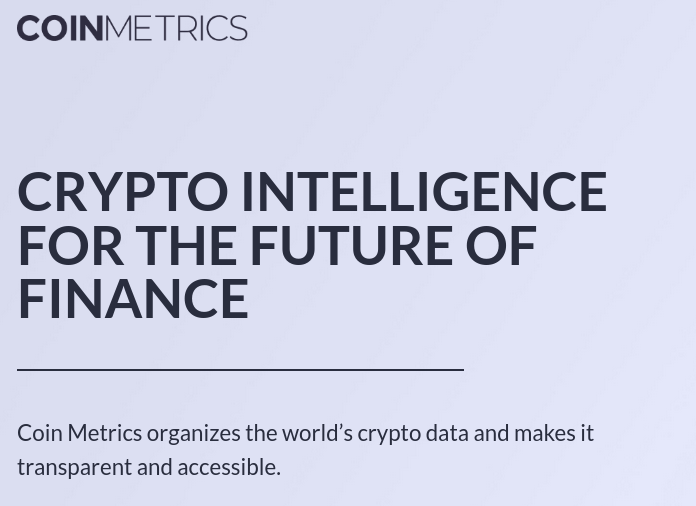 COINMETRICS
CRYPTO INTELLIGENCE
FOR THE FUTURE OF
FINANCE
Coin Metrics organizes the world’s crypto data and makes it
transparent and accessible.